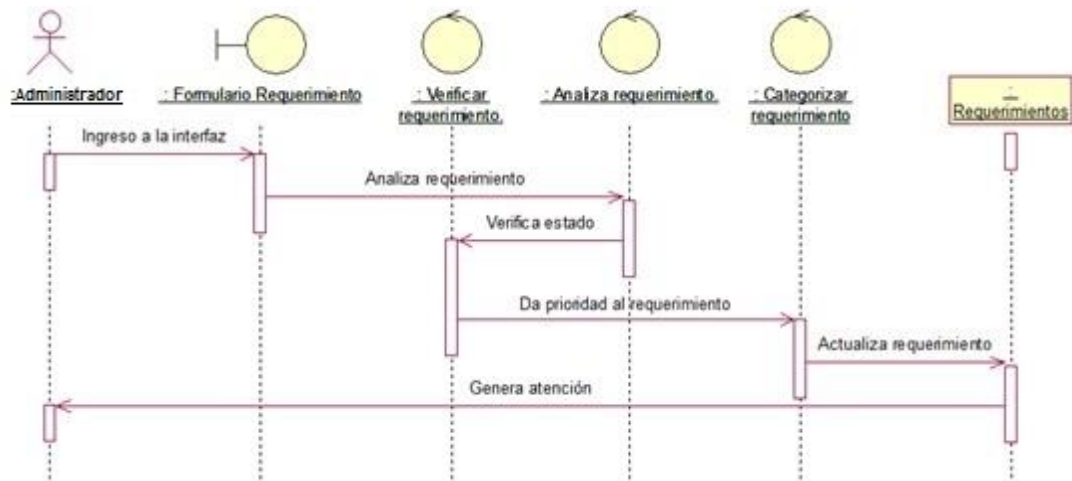 :Administrador
: Formulario Requerimiento
: Verificar
requerimiento.
: Analiza requerimiento.
: Categorizar
requerimiento
:
Requerimientos
Ingreso a la interfaz
Analiza requerimiento
Verifica estado
Da prioridad al requerimiento
Actualiza requerimiento
Genera atención